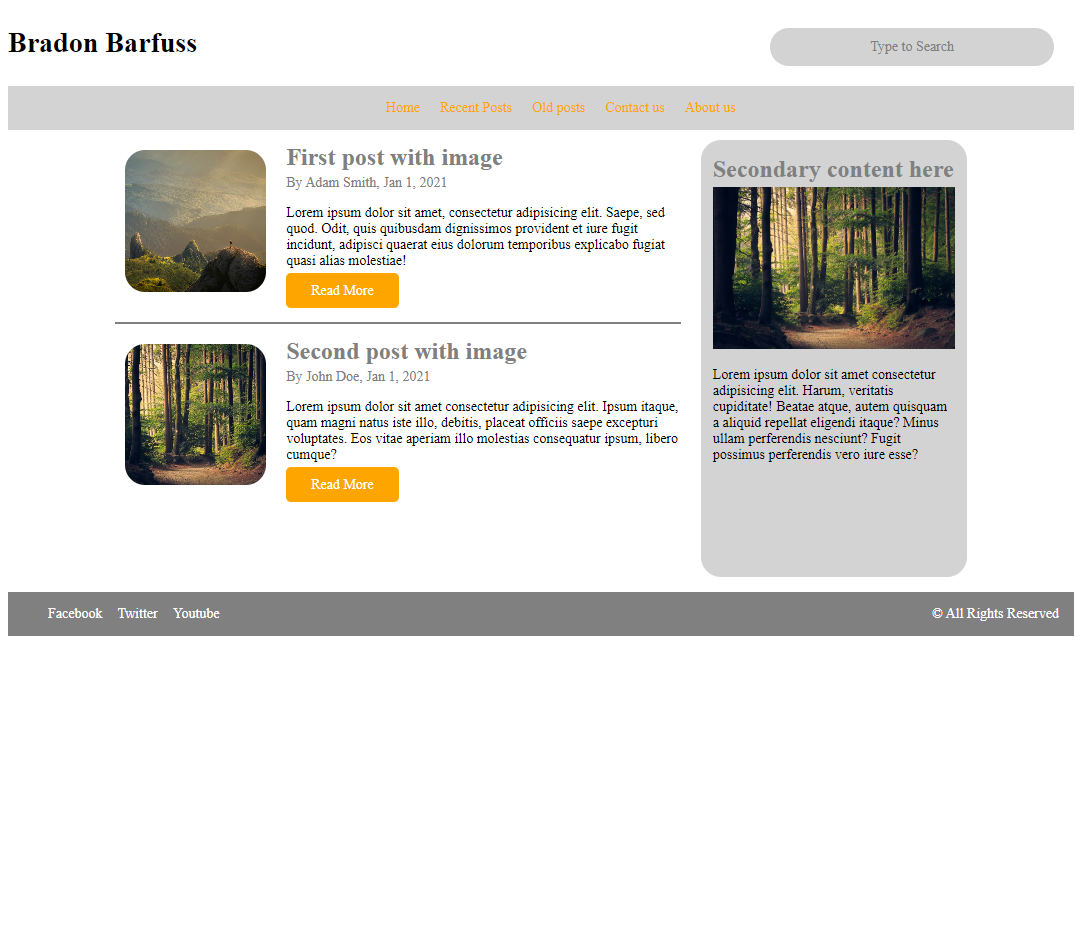 Bradon Barfuss
Type to Search
Home Recent Posts Old posts Contact us About us
First post with image
By Adam Smith, Jan 1, 2021
Lorem ipsum dolor sit amet, consectetur adipisicing elit. Saepe, sed
quod. Odit, quis quibusdam dignissimos provident et iure fugit
incidunt, adipisci quaerat eius dolorum temporibus explicabo fugiat
quasi alias molestiae!
Read More
Second post with image
By John Doe, Jan 1, 2021
Lorem ipsum dolor sit amet consectetur adipisicing elit. Ipsum itaque,
quam magni natus iste illo, debitis, placeat officiis saepe excepturi
voluptates. Eos vitae aperiam illo molestias consequatur ipsum, libero
cumque?
Read More
Secondary content here
Lorem ipsum dolor sit amet consectetur
adipisicing elit. Harum, veritatis
cupiditate! Beatae atque, autem quisquam
a aliquid repellat eligendi itaque? Minus
ullam perferendis nesciunt? Fugit
possimus perferendis vero iure esse?
Facebook Twitter Youtube
© All Rights Reserved